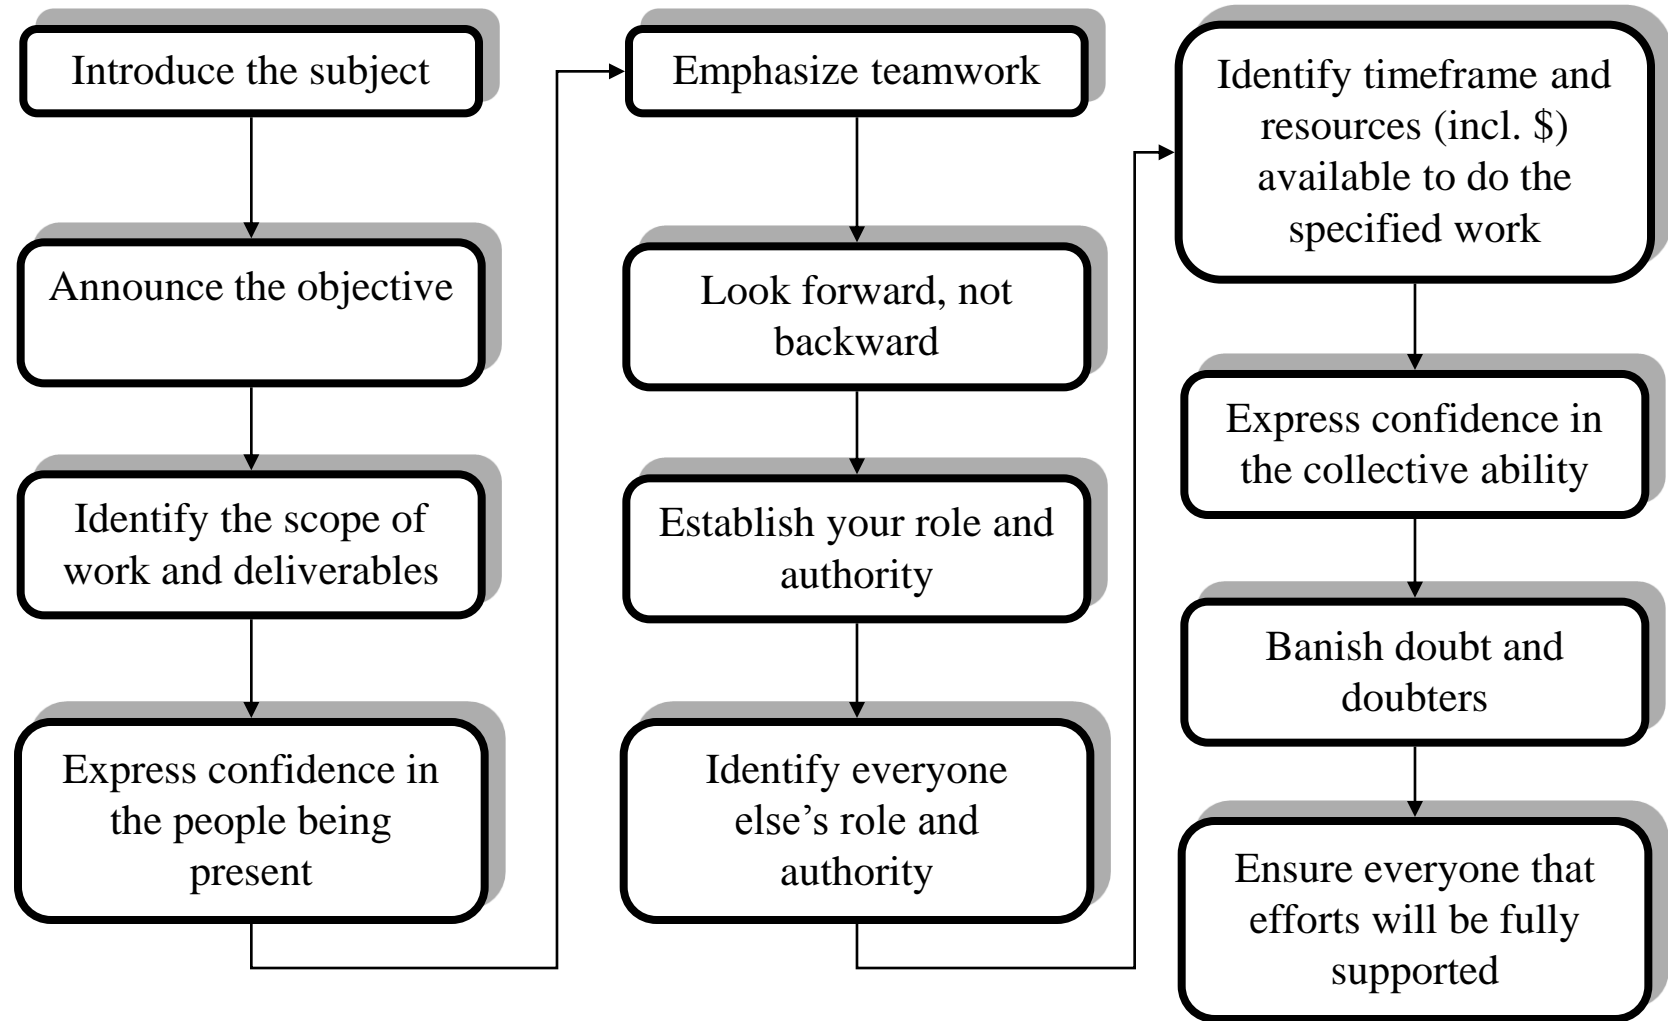 Introduce the subject
Announce the objective
Identify the scope of
work and deliverables
Express confidence in
the people being
present
Emphasize teamwork
Look forward, not
backward
Establish your role and
authority
Identify everyone
else’s role and
authority
Identify timeframe and
resources (incl. $)
available to do the
specified work
Express confidence in
the collective ability
Banish doubt and
doubters
Ensure everyone that
efforts will be fully
supported